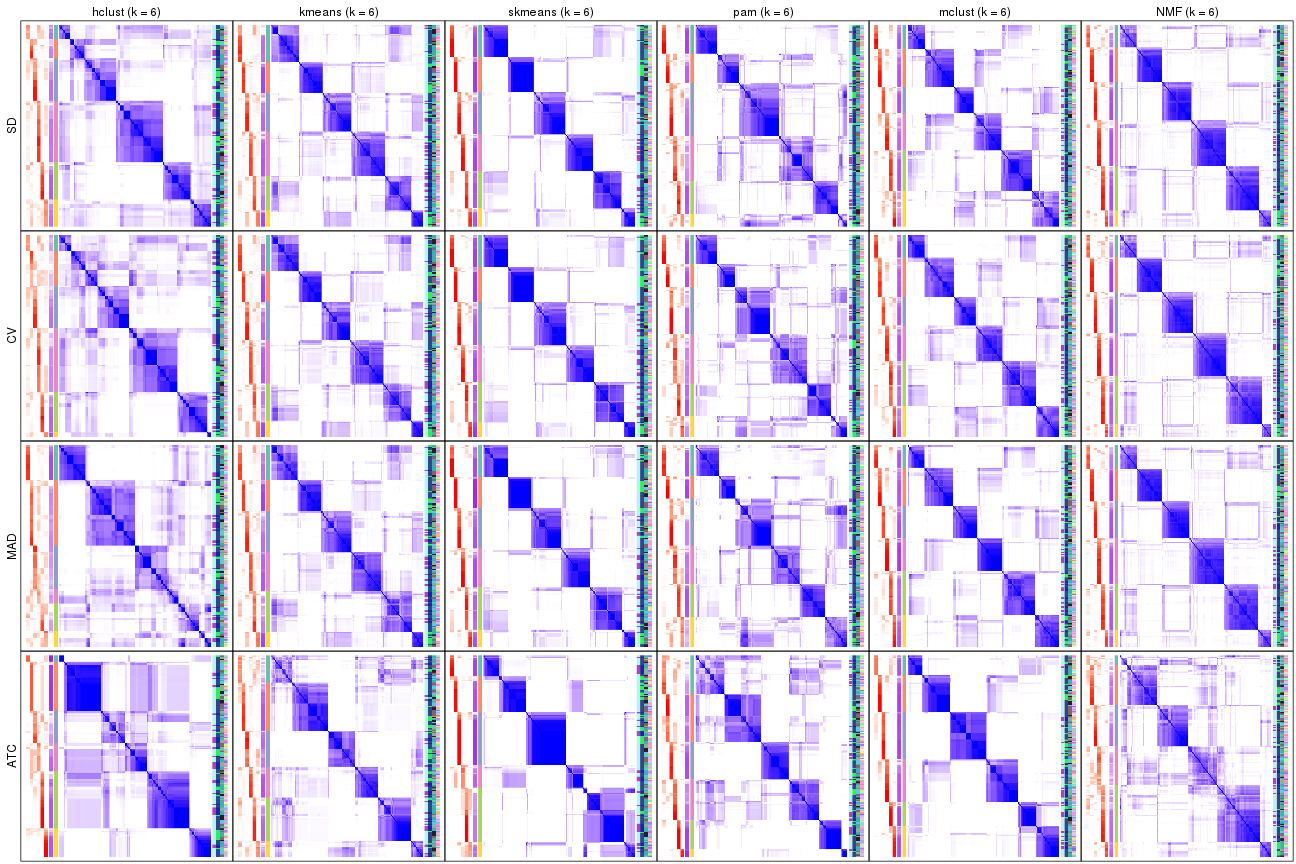 hclust (k = 6) kmeans (k = 6) skmeans (k = 6) pam (k = 6) mclust (k = 6) NMF (k = 6)
SD
CV
MAD
ATC